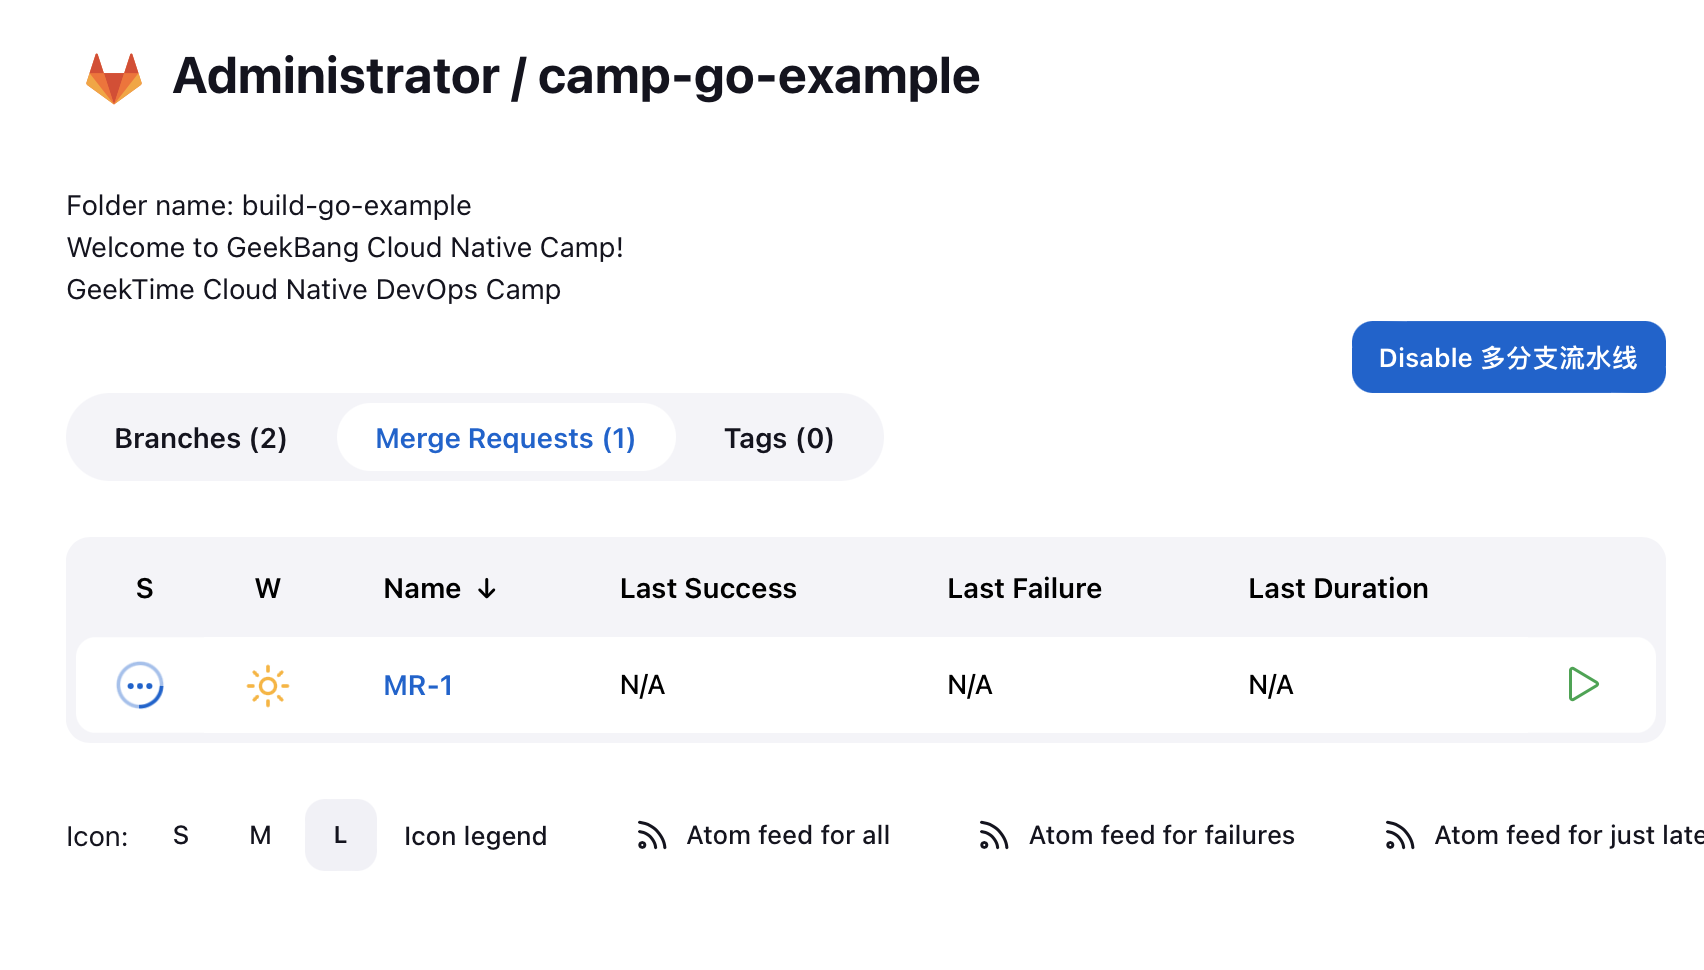 Administrator / camp-go-example
Folder name: build-go-example
Welcome to GeekBang Cloud Native Camp!
GeekTime Cloud Native DevOps Camp
Disable 多分支流水线
Branches (2) Merge Requests (1) Tags (0)
S W Name ↓ Last Success Last Failure Last Duration
MR-1 N/A N/A N/A
Icon: S M L Icon legend Atom feed for all Atom feed for failures Atom feed for just late